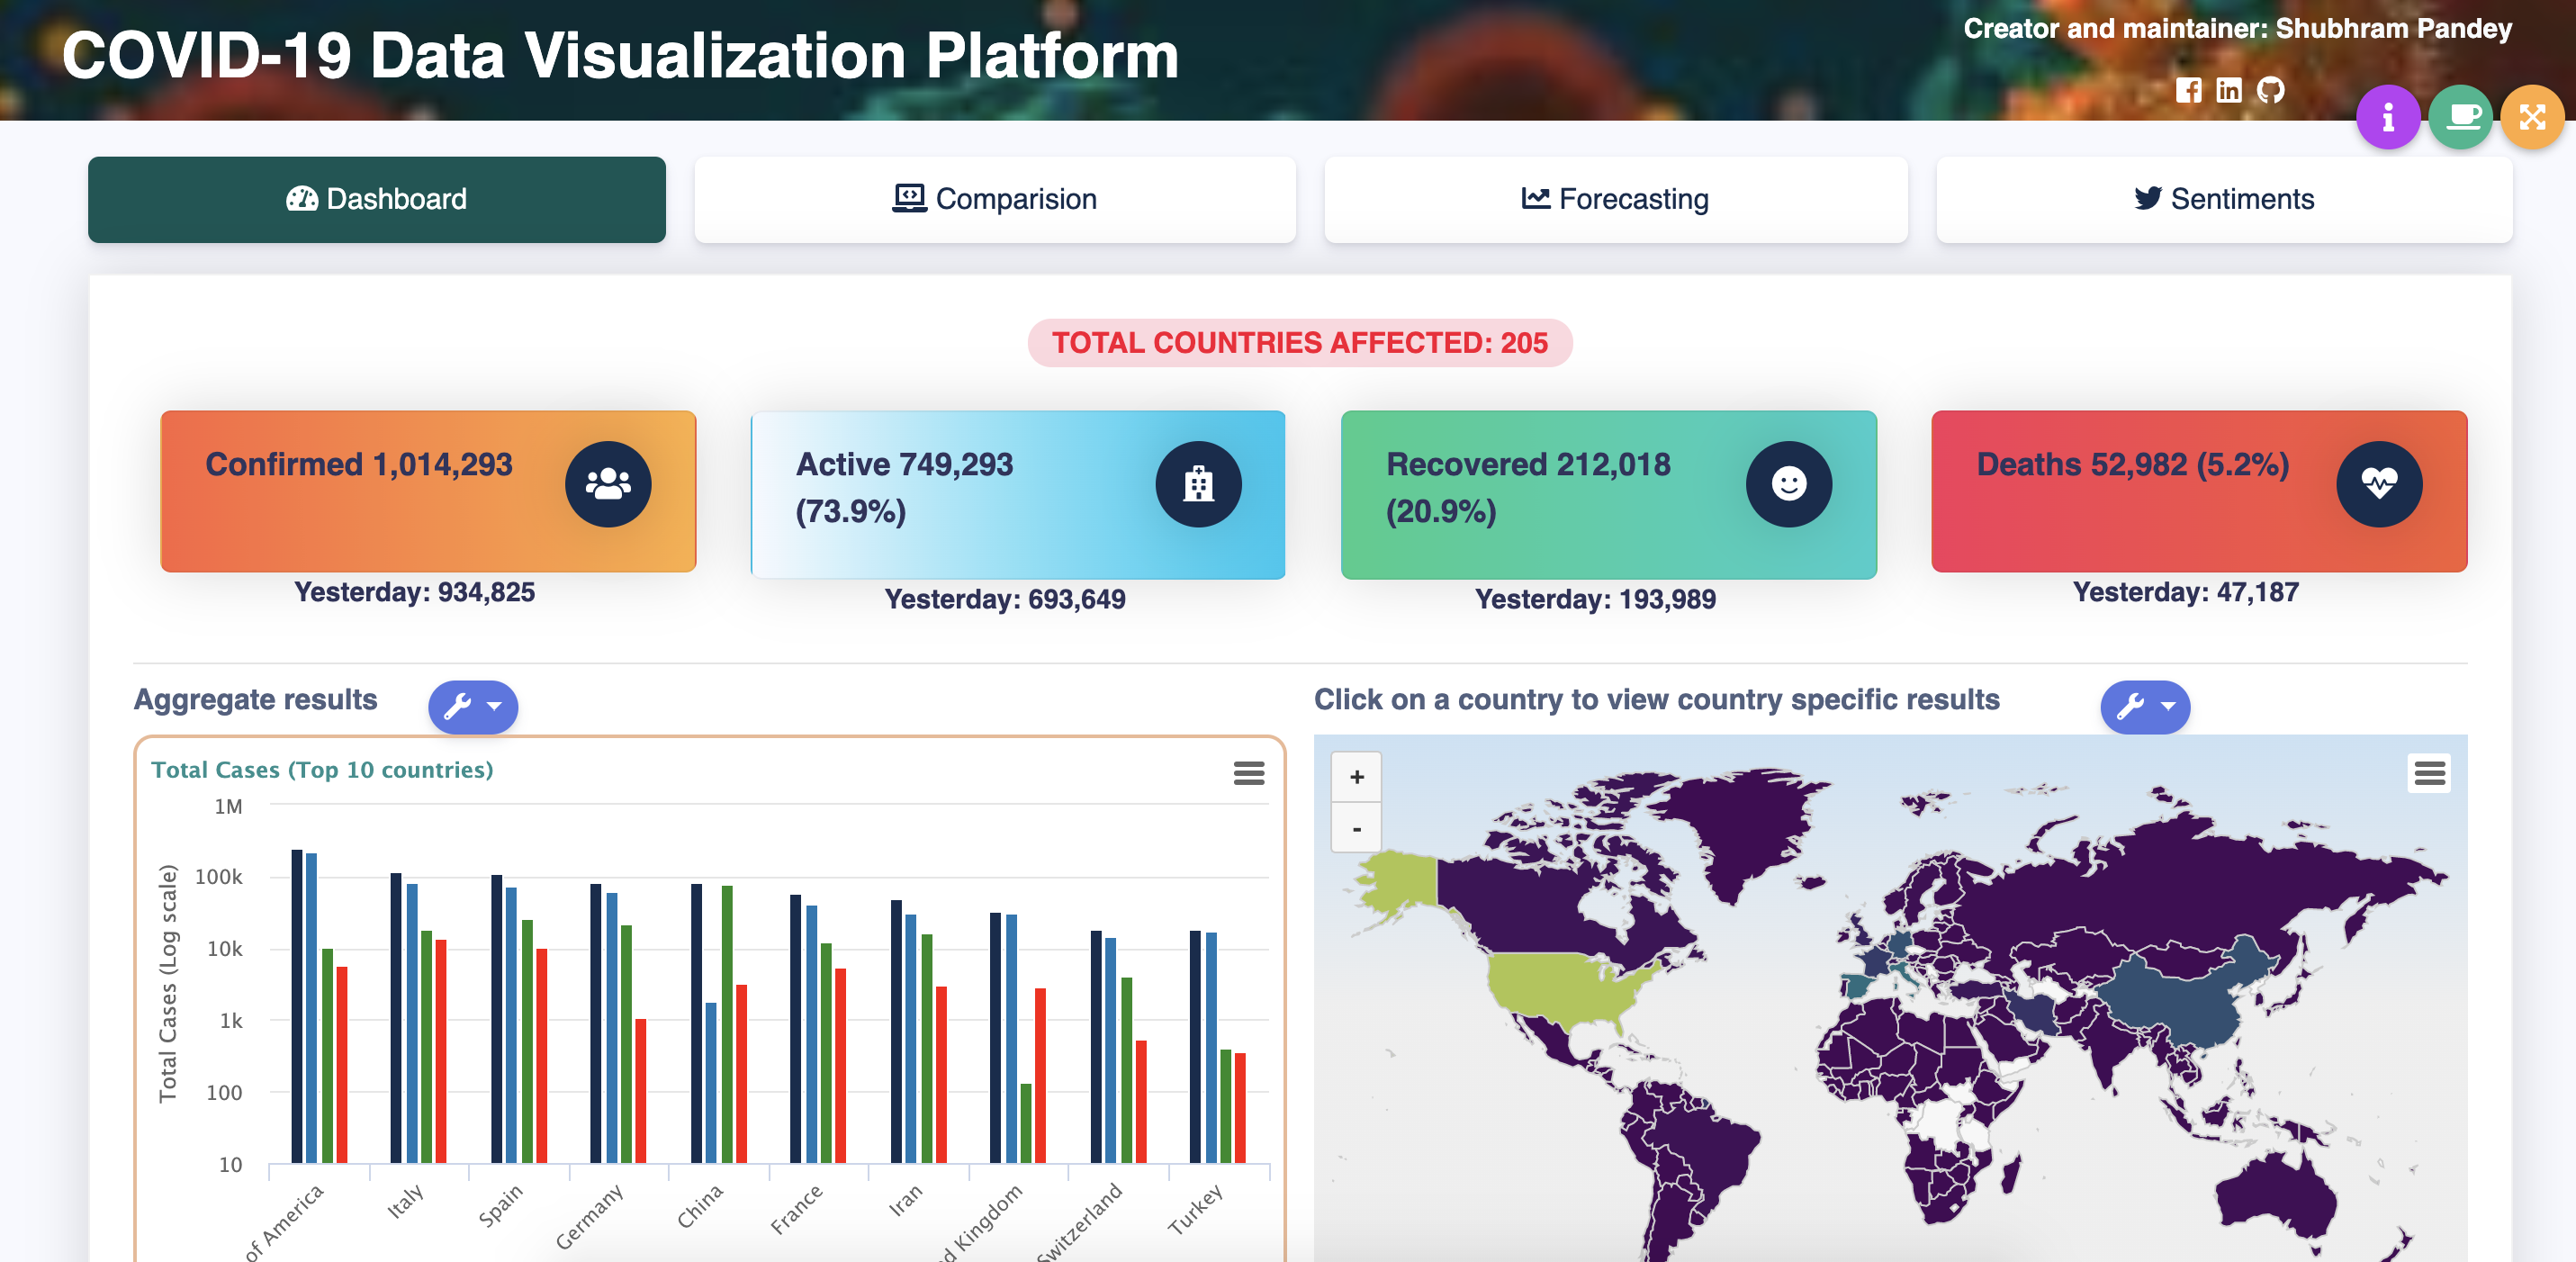 COVID-19 Data Visualization Platform
Creator and maintainer: Shubhram Pandey
Dashboard
Comparision
Forecasting
Sentiments
TOTAL COUNTRIES AFFECTED: 205
Confirmed 1,014,293
Yesterday: 934,825
Active 749,293
(73.9%)
Yesterday: 693,649
Recovered 212,018
(20.9%)
Yesterday: 193,989
Deaths 52,982 (5.2%)
Yesterday: 47,187
Aggregate results
Total Cases (Top 10 countries)
Total Cases (Log scale)
1M
100k
10k
1k
100
10
of America
Italy
Spain
Germany
China
France
Iran
d Kingdom
Switzerland
Turkey
Click on a country to view country specific results
+
-